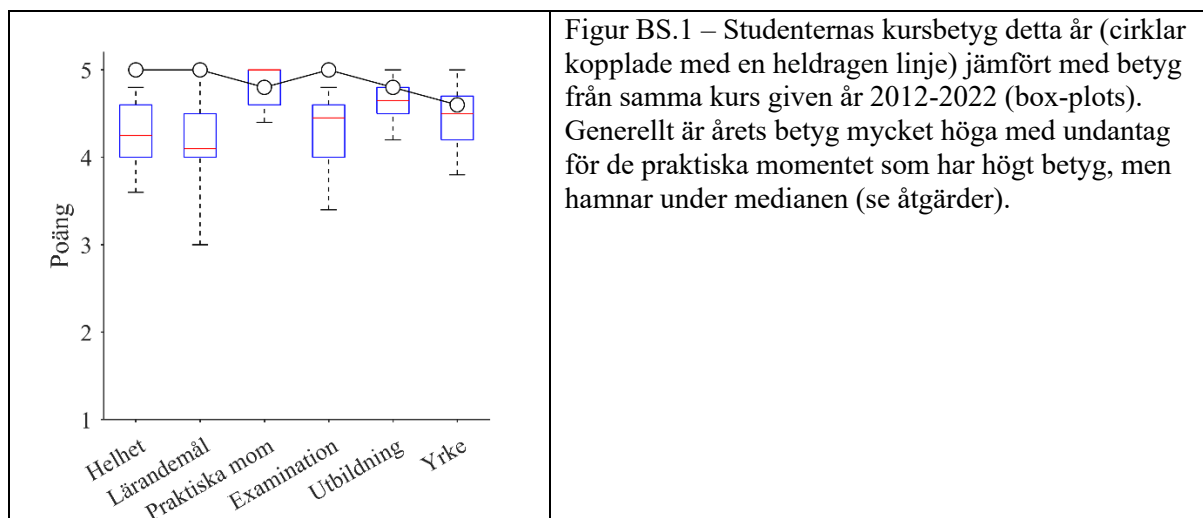 5
4
3
2
1
Poäng
Helhet
Lärandemål
Praktiska mom
Examination
Utbildning
Yrke
Figur BS.1 – Studenternas kursbetyg detta år (cirklar
kopplade med en heldragen linje) jämfört med betyg
från samma kurs given år 2012-2022 (box-plots).
Generellt är årets betyg mycket höga med undantag
för de praktiska momentet som har högt betyg, men
hamnar under medianen (se åtgärder).